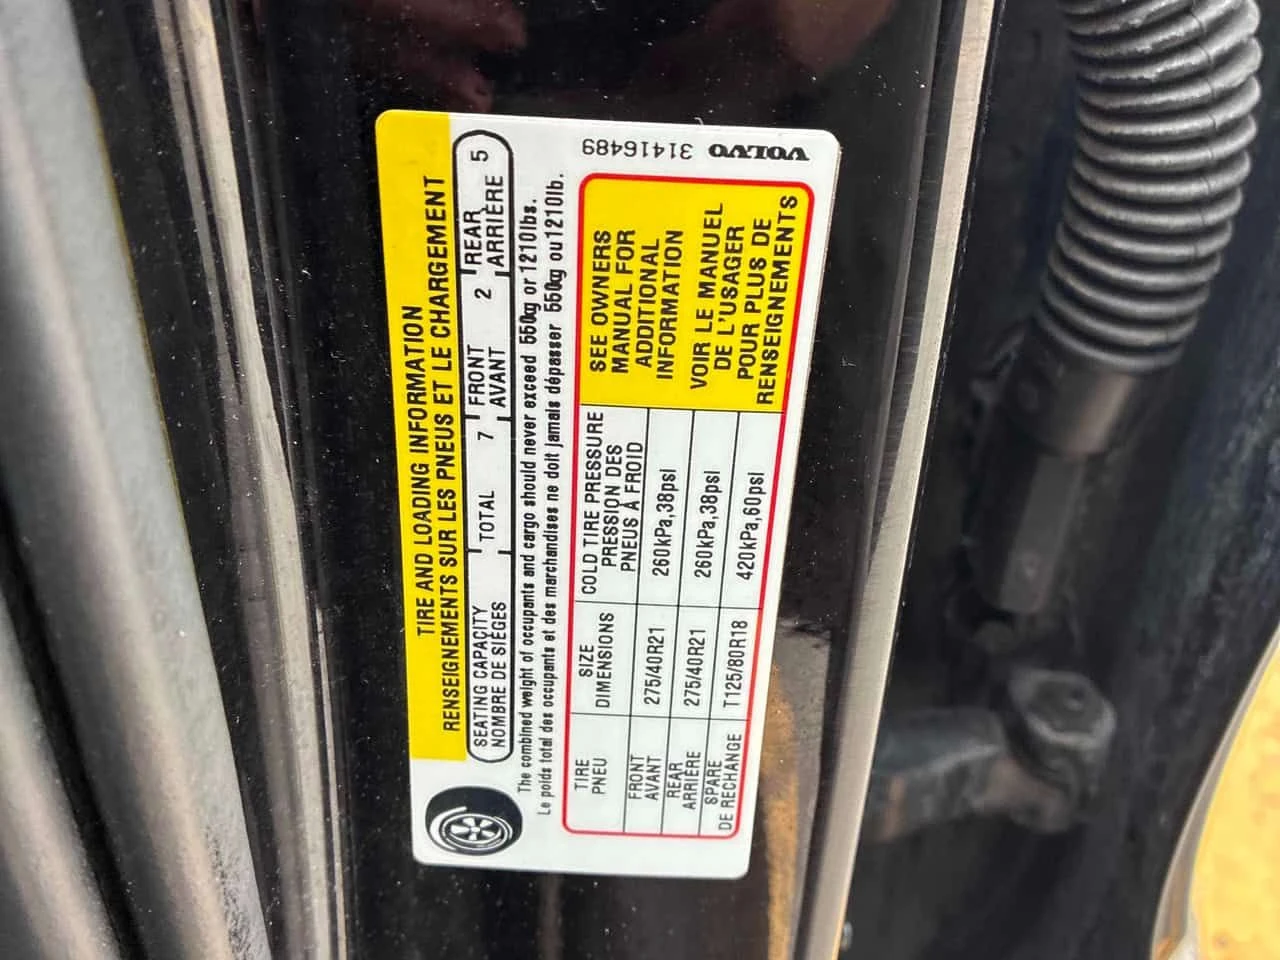 TIRE AND LOADING INFORMATION
RENSEIGNEMENTS SUR LES PNEUS ET LE CHARGEMENT
SEATING CAPACITY TOTAL 7 FRONT 2 REAR 5
NOMBRE DE SIÈGES AVANT ARRIÈRE
The combined weight of occupants and cargo should never exceed 550kg or 1210lbs.
Le poids total des occupants et des marchandises ne doit jamais dépasser 550kg ou 1210lb.
TIRE
PNEU
SIZE
DIMENSIONS
COLD TIRE PRESSURE
PRESSION DES
PNEUS À FROID
FRONT
AVANT
275/40R21
260kPa,38psi
REAR
ARRIÈRE
275/40R21
260kPa,38psi
SPARE
DE RECHANGE
T125/80R18
420kPa,60psi
SEE OWNERS
MANUAL FOR
ADDITIONAL
INFORMATION
VOIR LE MANUEL
DE L'USAGER
POUR PLUS DE
RENSEIGNEMENTS
VOLVO 31416489